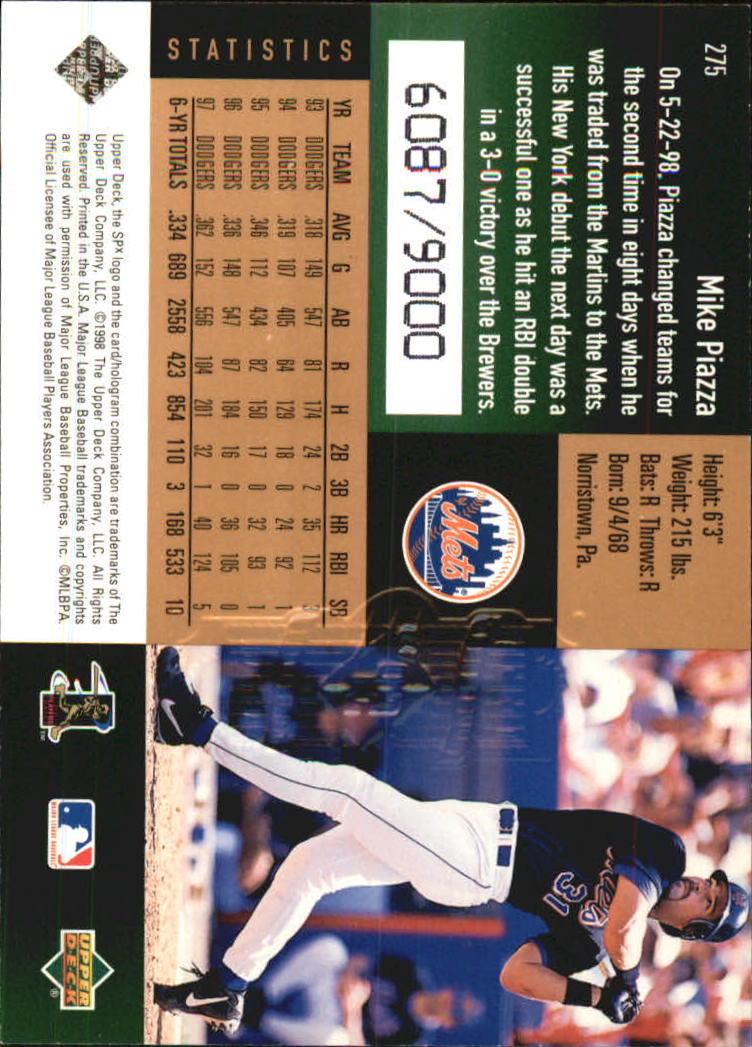 275
Mike Piazza
On 5-22-98, Piazza changed teams for
the second time in eight days when he
was traded from the Marlins to the Mets.
His New York debut the next day was a
successful one as he hit an RBI double
in a 3-0 victory over the Brewers.
6087/9000
Height: 6'3"
Weight: 215 lbs.
Bats: R Throws: R
Born: 9/4/68
Norristown, Pa.
Mets
STATISTICS
YR TEAM AVG G AB R H 2B 3B HR RBI SB
93 DODGERS .318 149 547 81 174 24 2 35 112 3
94 DODGERS .319 107 405 64 129 18 0 24 92 1
95 DODGERS .346 112 434 82 150 17 0 32 93 1
96 DODGERS .336 148 547 87 184 16 0 36 105 0
97 DODGERS .362 152 556 104 201 32 1 40 124 5
6-YR TOTALS .334 689 2558 423 854 110 3 168 533 10
Upper Deck, the SPX logo and the card/hologram combination are trademarks of The
Upper Deck Company, LLC. ©1998 The Upper Deck Company, LLC. All Rights
Reserved. Printed in the U.S.A. Major League Baseball trademarks and copyrights
are used with permission of Major League Baseball Properties, Inc. ©MLBPA
Official Licensee of Major League Baseball Players Association.
31
PLAYERS
INC
MAJOR LEAGUE BASEBALL
UPPER
DECK
®